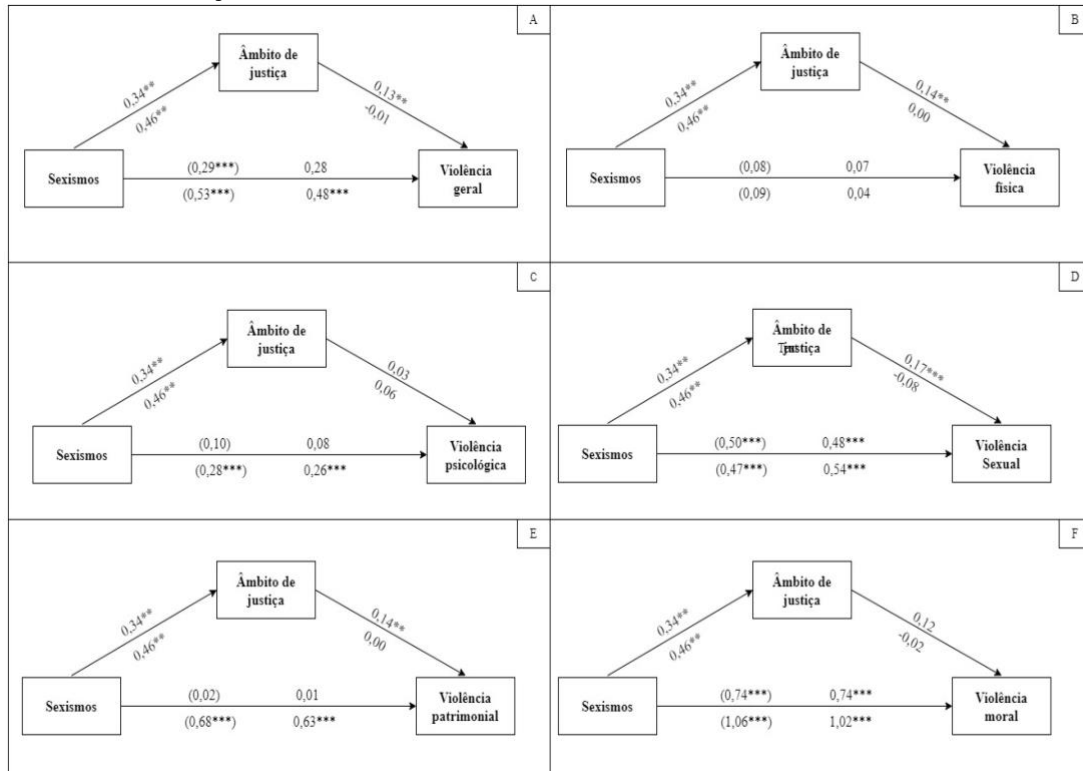 A
Âmbito de
justiça
0,34**
0,46**
0,13**
-0,01
Sexismos
(0,29***) 0,28
(0,53***) 0,48***
Violência
geral
B
Âmbito de
justiça
0,34**
0,46**
0,14**
0,00
Sexismos
(0,08) 0,07
(0,09) 0,04
Violência
física
C
Âmbito de
justiça
0,34**
0,46**
0,03
0,06
Sexismos
(0,10) 0,08
(0,28***) 0,26***
Violência
psicológica
D
Âmbito de
justiça
0,34**
0,46**
0,17***
-0,08
Sexismos
(0,50***) 0,48***
(0,47***) 0,54***
Violência
Sexual
E
Âmbito de
justiça
0,34**
0,46**
0,14**
0,00
Sexismos
(0,02) 0,01
(0,68***) 0,63***
Violência
patrimonial
F
Âmbito de
justiça
0,34**
0,46**
0,12
-0,02
Sexismos
(0,74***) 0,74***
(1,06***) 1,02***
Violência
moral